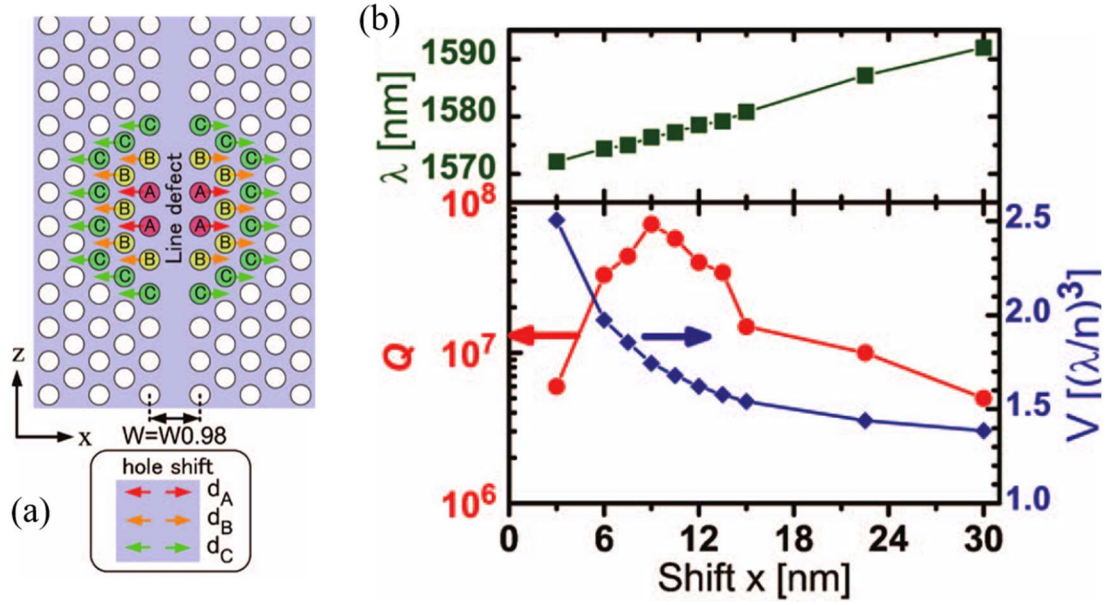 (b)
C C
C C C C
C B B B B C
C B A A B C
C B B C
C B A A B C
C B B C
C B B B B C
C C C C
C C
Line defect
z
x
W=W0.98
hole shift
d_A
d_B
d_C
(a)
λ [nm]
1590
1580
1570
10^8
10^7
10^6
Q
2.5
2.0
1.5
1.0
V [(λ/n)^3]
0 6 12 18 24 30
Shift x [nm]